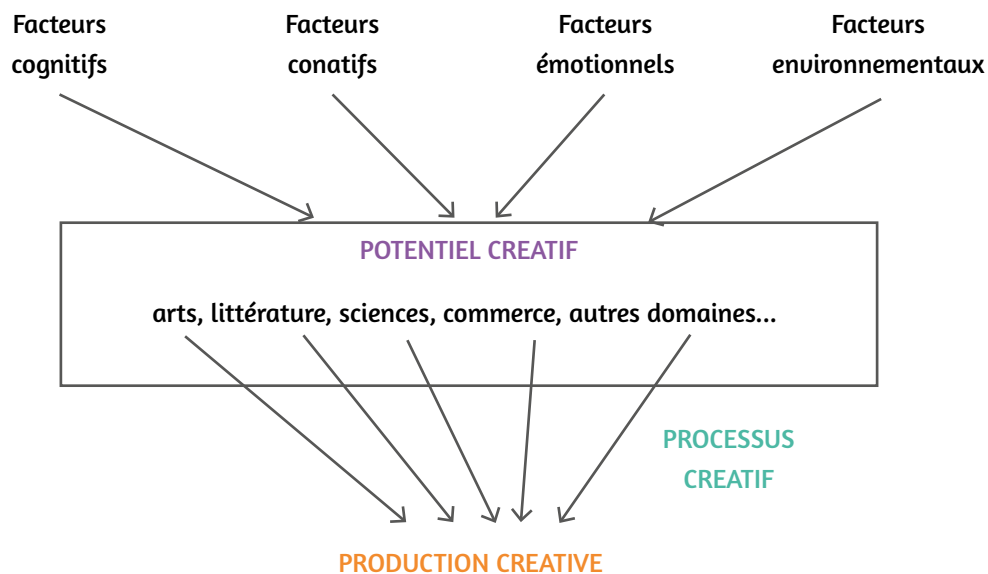 Facteurs
cognitifs
Facteurs
conatifs
Facteurs
émotionnels
Facteurs
environnementaux
POTENTIEL CREATIF
arts, littérature, sciences, commerce, autres domaines...
PROCESSUS
CREATIF
PRODUCTION CREATIVE